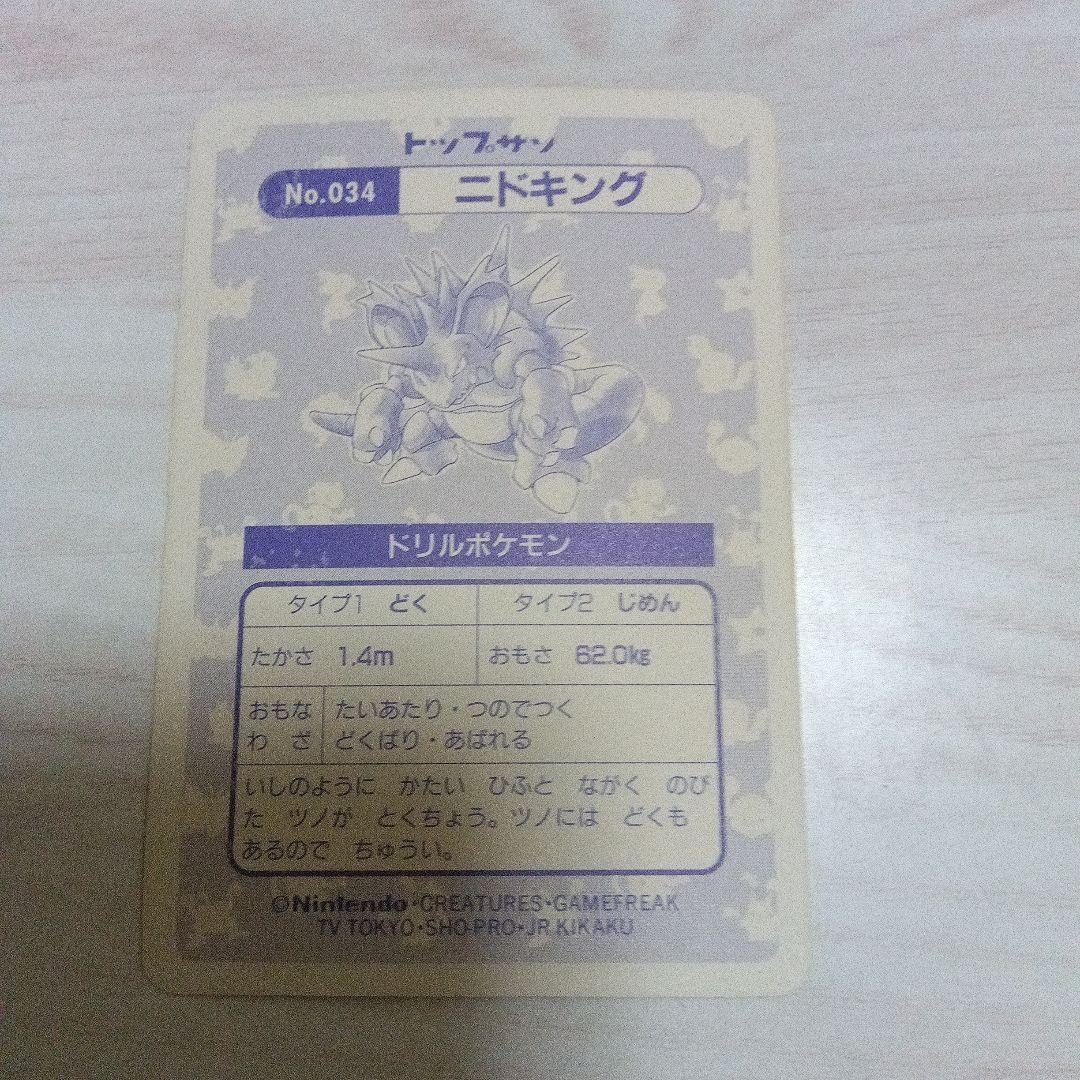 トップサン
No.034 ニドキング
ドリルポケモン
タイプ1 どく タイプ2 じめん
たかさ 1.4m おもさ 62.0kg
おもな たいあたり・つのでつく
わ ざ どくばり・あばれる
いしのように かたい ひふと ながく のび
た ツノが とくちょう。ツノには どくも
あるので ちゅうい。
©Nintendo・CREATURES・GAMEFREAK
TV TOKYO・SHO-PRO・JR KIKAKU